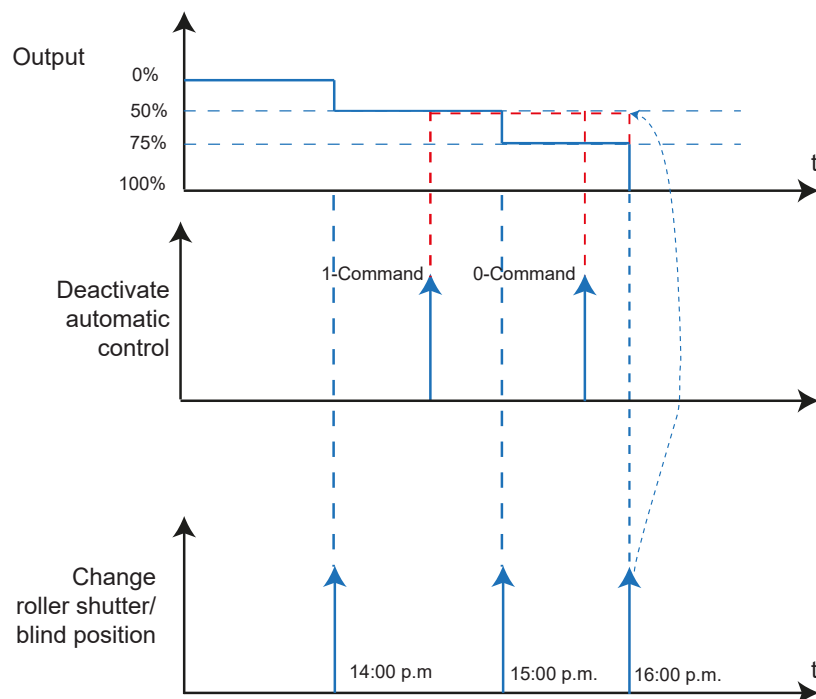 Output
0%
50%
75%
100%
t
1-Command
0-Command
Deactivate
automatic
control
Change
roller shutter/
blind position
14:00 p.m
15:00 p.m.
16:00 p.m.
t